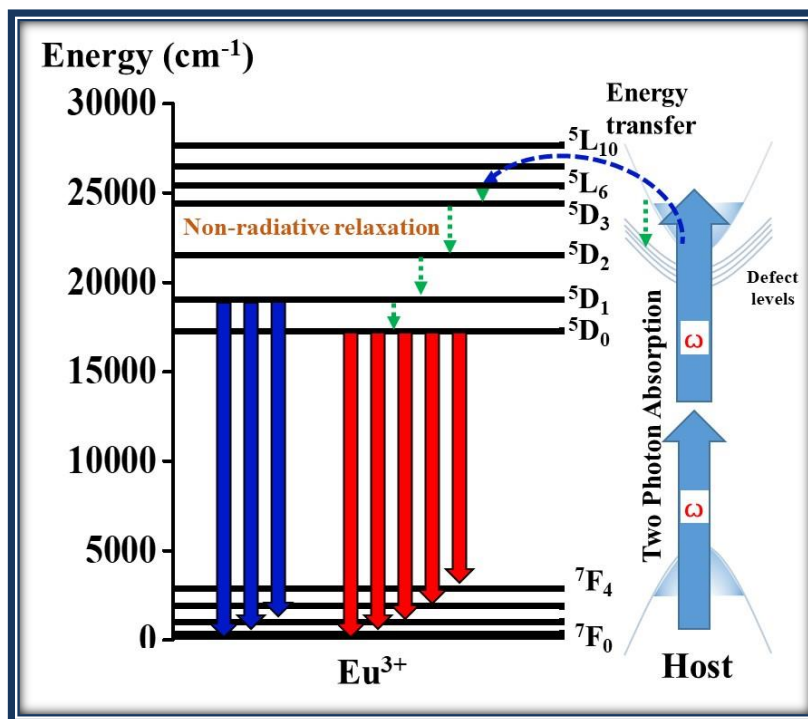 Energy (cm⁻¹)
30000
25000
20000
15000
10000
5000
0
Energy
transfer
⁵L₁₀
⁵L₆
⁵D₃
⁵D₂
⁵D₁
⁵D₀
Non-radiative relaxation
Defect
levels
ω
Two Photon Absorption
ω
⁷F₄
⁷F₀
Eu³⁺
Host